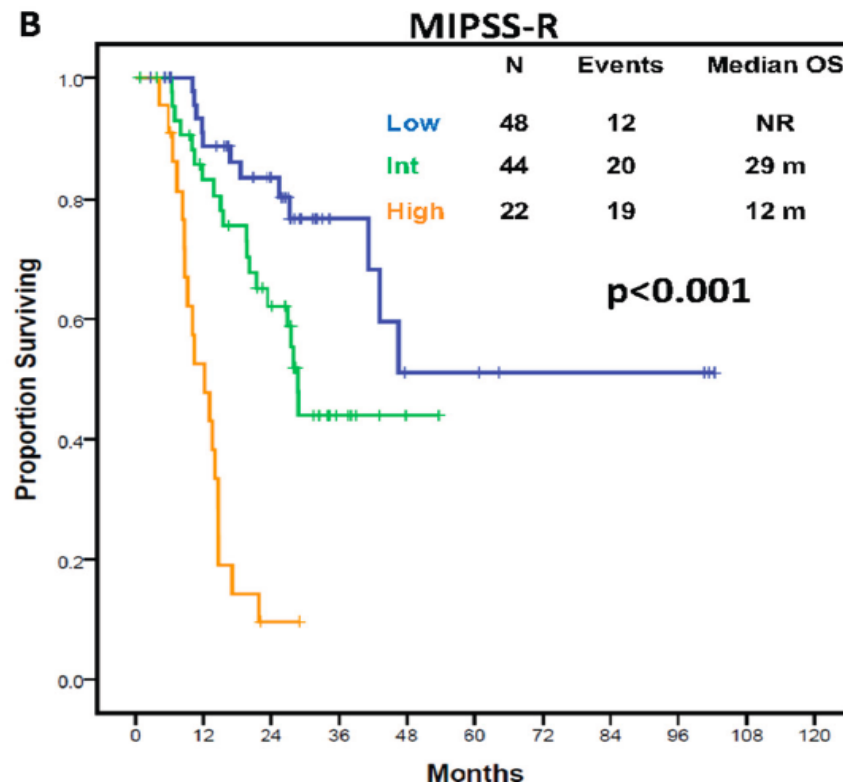 B
MIPSS-R
N Events Median OS
Low 48 12 NR
Int 44 20 29 m
High 22 19 12 m
p<0.001
Proportion Surviving
1.0
0.8
0.6
0.4
0.2
0.0
0 12 24 36 48 60 72 84 96 108 120
Months